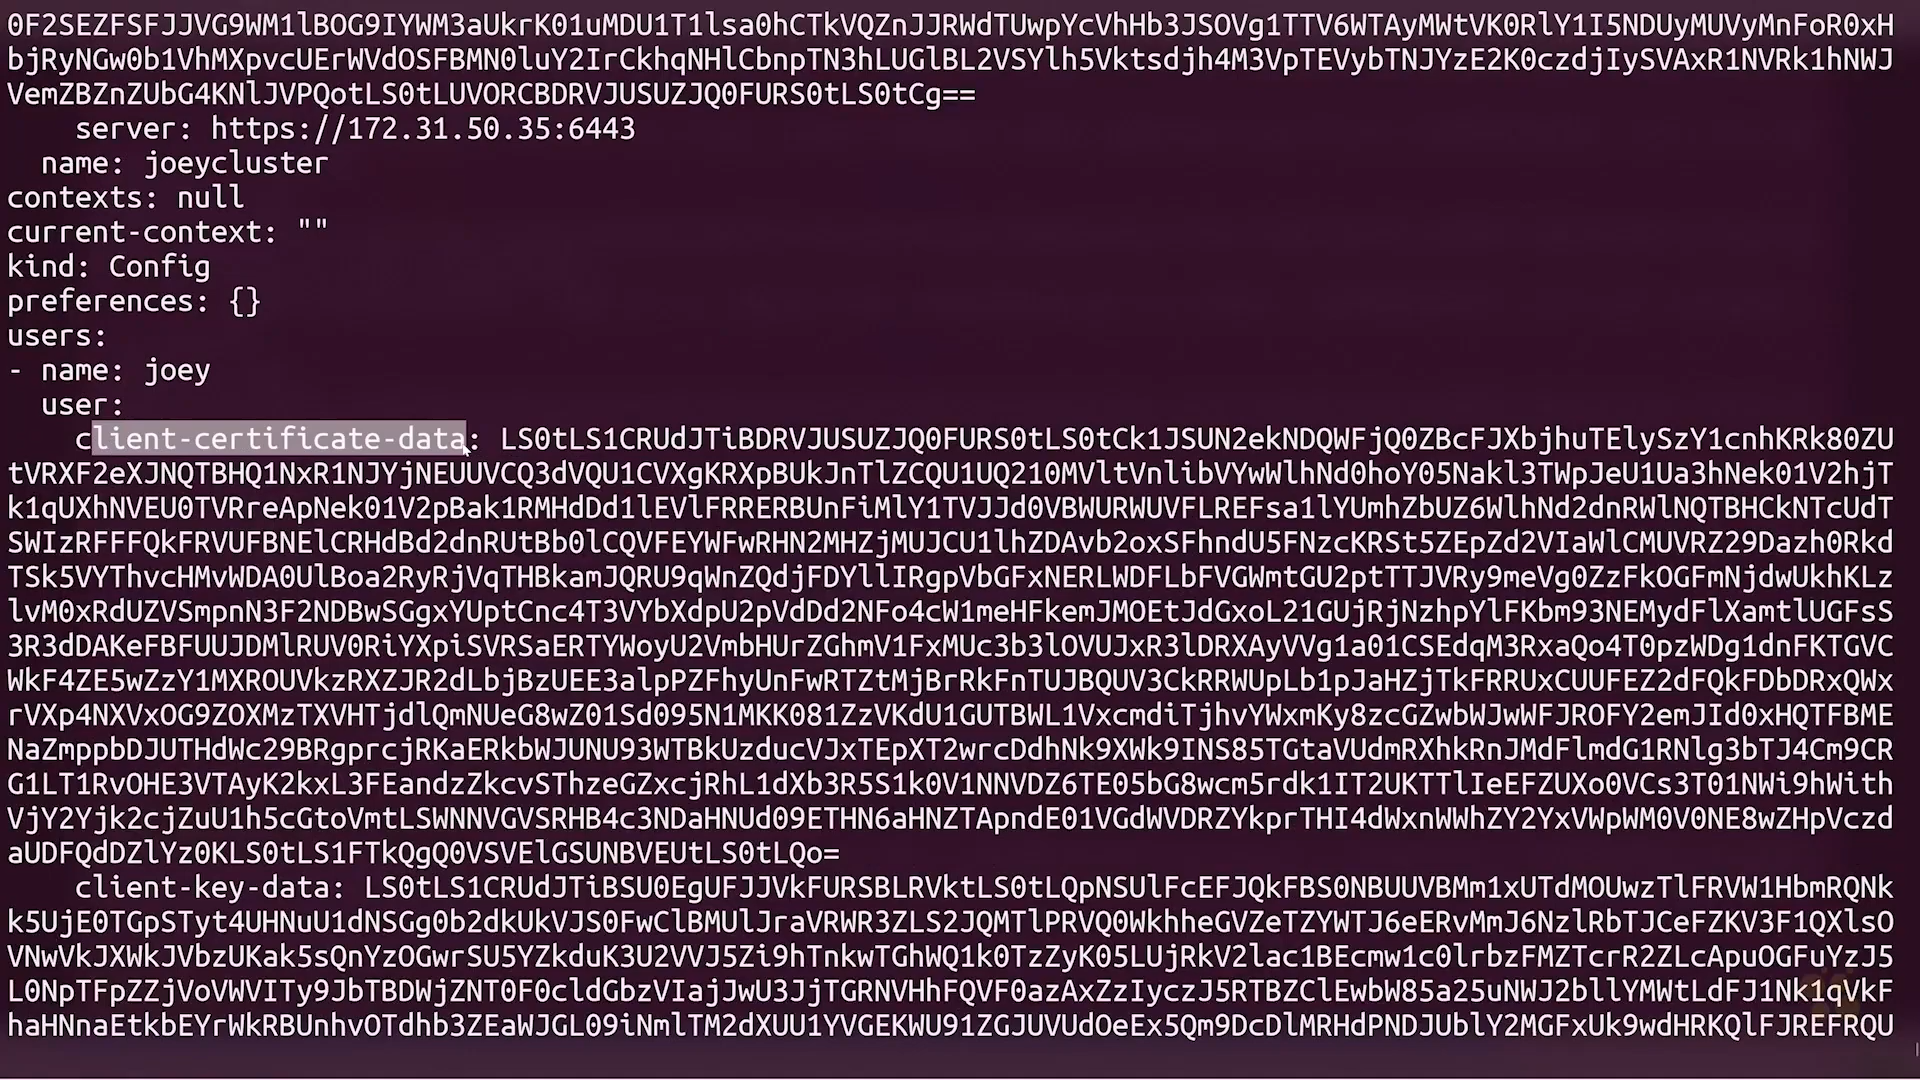 0F2SEZFSFJJVG9WM1lBOG9IYWM3aUkrK01uMDU1T1lsa0hCTkVQZnJJRWdTUwpYcVhHb3JSOVg1TTV6WTAyMWtVK0RlY1I5NDUyMUVyMnFoR0xH
bjRyNGw0b1VhMXpvcUErWVdOSFBMN0luY2IrCkhqNHlCbnpTN3hLUGlBL2VSYlh5Vktsdjh4M3VpTEVybTNJYzE2K0czdjIySVAxR1NVRk1hNWJ
VemZBZnZUbG4KNlJVPQotLS0tLUVORCBDRVJUSUZJQ0FURS0tLS0tCg==
server: https://172.31.50.35:6443
name: joeycluster
contexts: null
current-context: ""
kind: Config
preferences: {}
users:
- name: joey
user:
client-certificate-data: LS0tLS1CRUdJTiBDRVJUSUZJQ0FURS0tLS0tCk1JSUN2ekNDQWFjQ0ZBcFJXbjhuTElySzY1cnhKRk80ZU
tVRXF2eXJNQTBHQ1NxR1NJYjNEUUVCQ3dVQU1CVXgKRXpBUkJnTlZCQU1UQ210MVltVnlibVYwWlhNd0hoY05Nakl3TWpJeU1Ua3hNek01V2hjT
k1qUXhNVEU0TVRreApNek01V2pBak1RMHdDd1lEVlFRRERBUnFiMlY1TVJJd0VBWURWUVFLREFsa1lYUmhZbUZ6WlhNd2dnRWlNQTBHCkNTcUdT
SWIzRFFFQkFRVUFBNElCRHdBd2dnRUtBb0lCQVFEYWFwRHN2MHZjMUJCU1lhZDAvb2oxSFhndU5FNzcKRSt5ZEpZd2VIaWlCMUVRZ29Dazh0Rkd
TSk5VYThvcHMvWDA0UlBoa2RyRjVqTHBkamJQRU9qWnZQdjFDYllIRgpVbGFxNERLWDFLbFVGWmtGU2ptTTJVRy9meVg0ZzFkOGFmNjdwUkhKLz
lvM0xRdUZVSmpnN3F2NDBwSGgxYUptCnc4T3VYbXdpU2pVdDd2NFo4cW1meHFkemJMOEtJdGxoL21GUjRjNzhpYlFKbm93NEMydFlXamtlUGFsS
3R3dDAKeFBFUUJDMlRUV0RiYXpiSVRSaERTYWoyU2VmbHUrZGhmV1FxMUc3b3lOVUJxR3lDRXAyVVg1a01CSEdqM3RxaQo4T0pzWDg1dnFKTGVC
WkF4ZE5wZzY1MXROUVkzRXZJR2dLbjBzUEE3alpPZFhyUnFwRTZtMjBrRkFnTUJBQUV3CkRRWUpLb1pJaHZjTkFRRUxCUUFEZ2dFQkFDbDRxQWx
rVXp4NXVxOG9ZOXMzTXVHTjdlQmNUeG8wZ01Sd095N1MKK081ZzVKdU1GUTBWL1VxcmdiTjhvYWxmKy8zcGZwbWJwWFJROFY2emJId0xHQTFBME
NaZmppbDJUTHdWc29BRgprcjRKaERkbWJUNU93WTBkUzducVJxTEpXT2wrcDdhNk9XWk9INS85TGtaVUdmRXhkRnJMdFlmdG1RNlg3bTJ4Cm9CR
G1LT1RvOHE3VTAyK2kxL3FEandzZkcvSThzeGZxcjRhL1dXb3R5S1k0V1NNVDZ6TE05bG8wcm5rdk1IT2UKTTlIeEFZUXo0VCs3T01NWi9hWith
VjY2Yjk2cjZuU1h5cGtoVmtLSWNNVGVSRHB4c3NDaHNUd09ETHN6aHNZTApndE01VGdWVDRZYkprTHI4dWxnWWhZY2YxVWpWM0V0NE8wZHpVczd
aUDFQdDZlYz0KLS0tLS1FTkQgQ0VSVElGSUNBVEUtLS0tLQo=
client-key-data: LS0tLS1CRUdJTiBSU0EgUFJJVkFURSBLRVktLS0tLQpNSUlFcEFJQkFBS0NBUUVBMm1xUTdMOUwzTlFRVW1HbmRQNk
k5UjE0TGpSTyt4UHNuU1dNSGg0b2dkUkVJS0FwClBMUlJraVRWR3ZLS2JQMTlPRVQ0WkhheGVZeTZYWTJ6eERvMmJ6NzlRbTJCeFZKV3F1QXlsO
VNwVkJXWkJVbzUKak5sQnYzOGwrSU5YZkduK3U2VVJ5Zi9hTnkwTGhWQ1k0TzZyK05LUjRkV2lac1BEcmw1c0lrbzFMZTcrR2ZLcApuOGFuYzJ5
L0NpTFpZZjVoVWVITy9JbTBDWjZNT0F0cldGbzVIajJwU3JjTGRNVHhFQVF0azAxZzIyczJ5RTBZClEwbW85a25uNWJ2bllYMWtLdFJ1Nk1qVkF
haHNnaEtkbEYrWkRBUnhvOTdhb3ZEaWJGL09iNmlTM2dXUU1YVGEKWU91ZGJUVUdOeEx5Qm9DcDlMRHdPNDJUblY2MGFxUk9wdHRKQlFJREFRQU